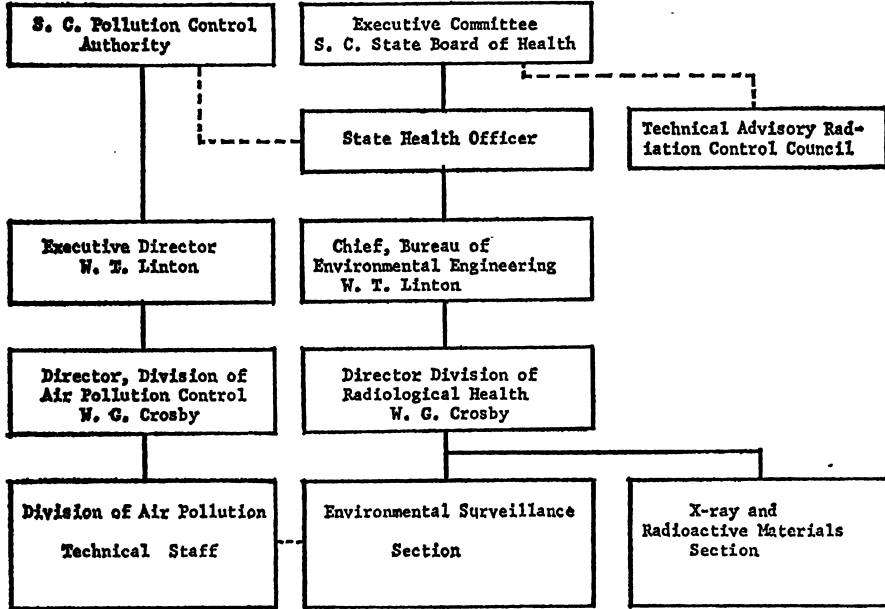 S. C. Pollution Control
Authority
Executive Committee
S. C. State Board of Health
State Health Officer
Technical Advisory Rad-
iation Control Council
Executive Director
W. T. Linton
Chief, Bureau of
Environmental Engineering
W. T. Linton
Director, Division of
Air Pollution Control
W. G. Crosby
Director Division of
Radiological Health
W. G. Crosby
Division of Air Pollution
Technical Staff
Environmental Surveillance
Section
X-ray and
Radioactive Materials
Section